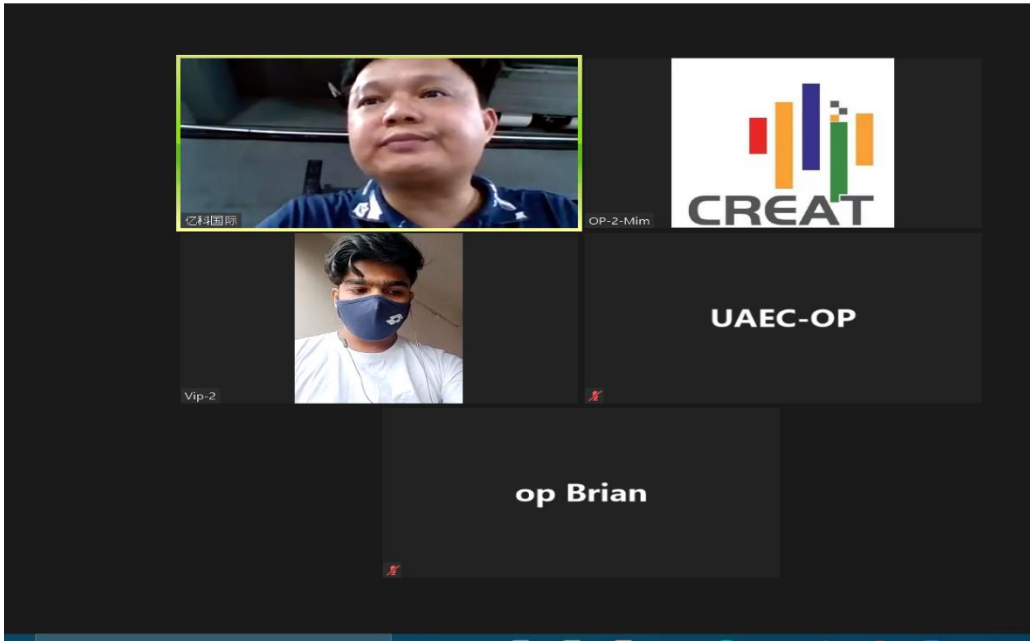 亿科国际
CREAT
OP-2-Mim
Vip-2
UAEC-OP
op Brian